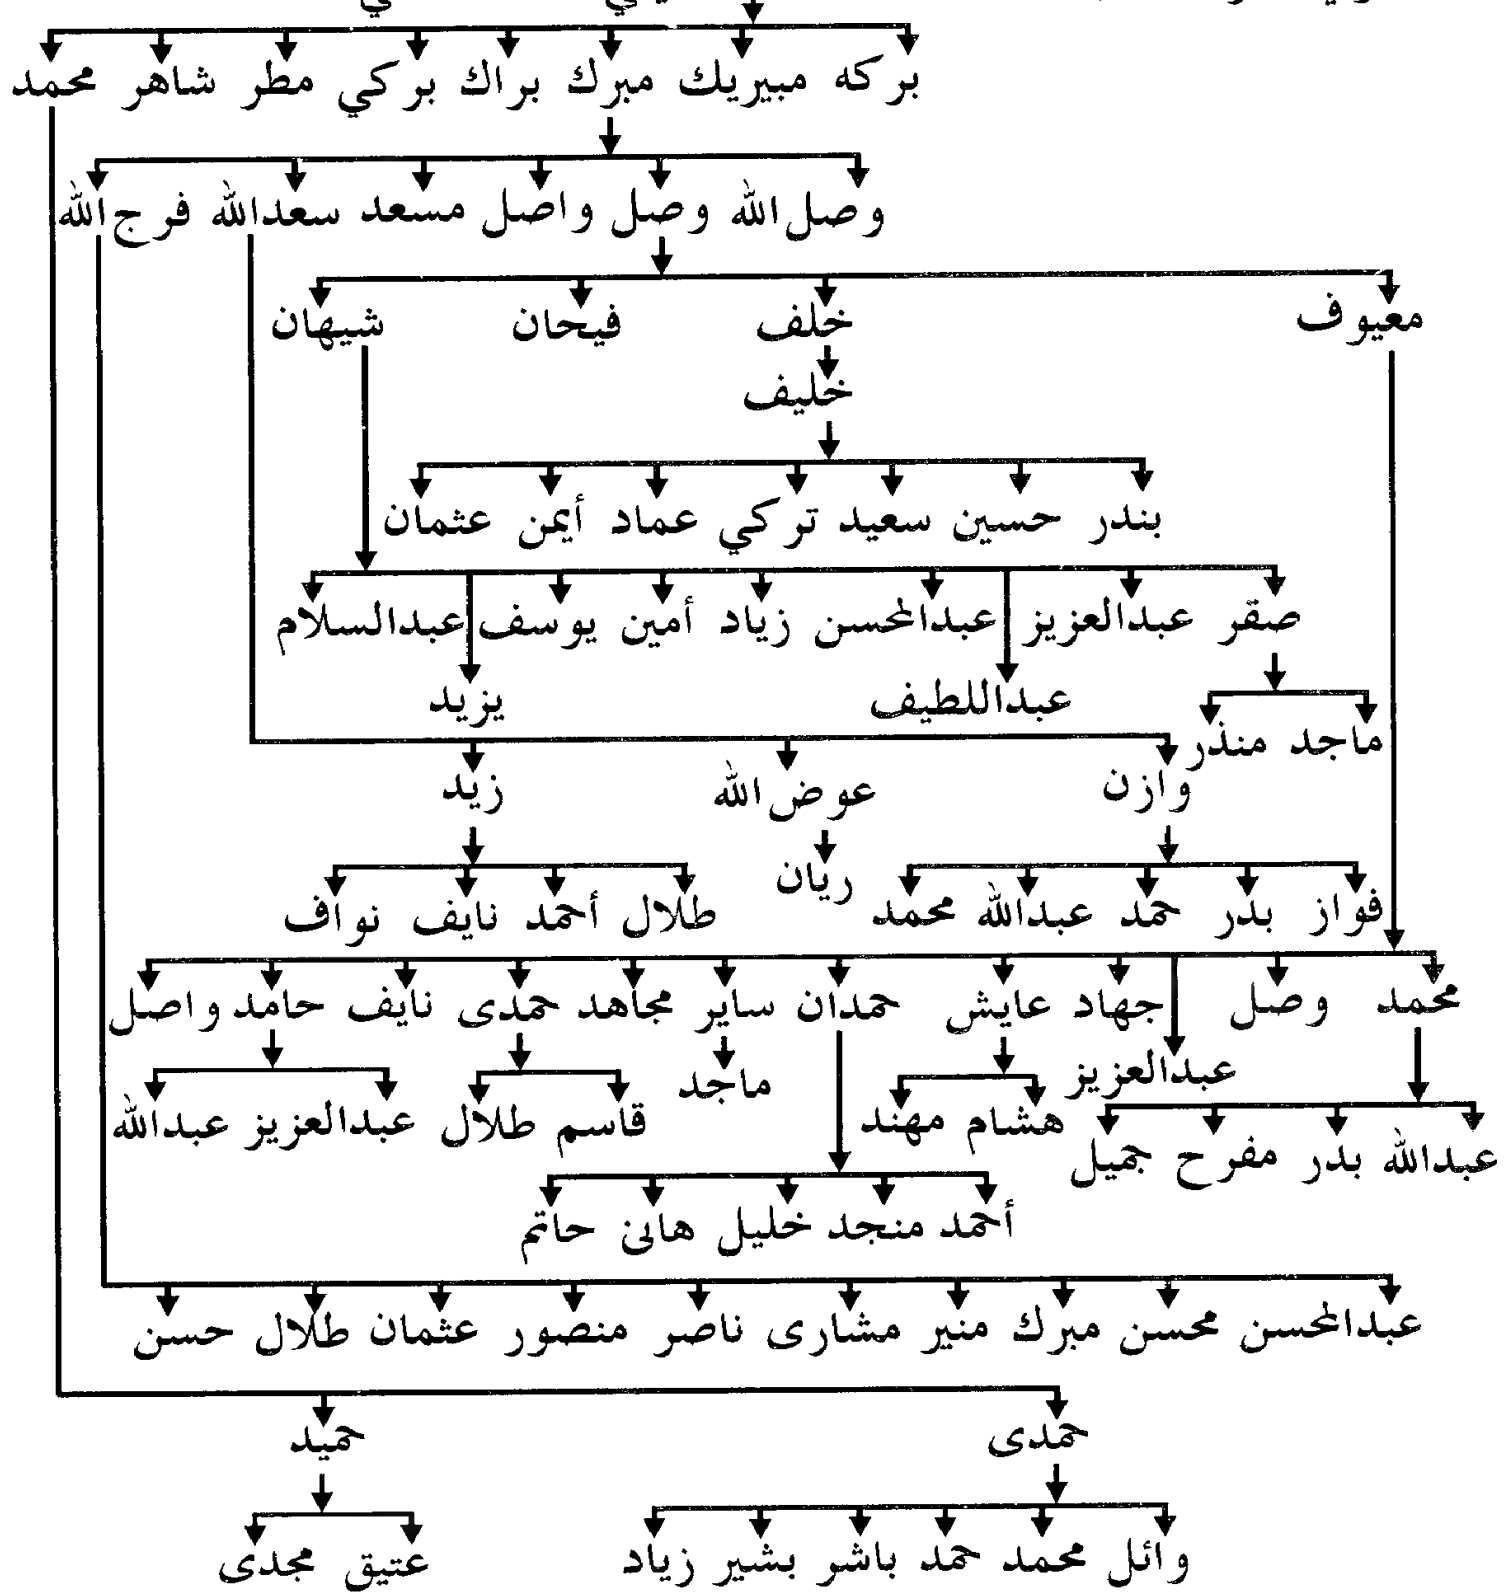 بركه مبيريك مبرك براك بركي مطر شاهر محمد
وصل الله وصل واصل مسعد سعدالله فرج الله
معيوف خلف فيحان شيهان
خليف
بندر حسين سعيد تركي عماد أيمن عثمان
صقر عبدالعزيز عبدالمحسن زياد أمين يوسف عبدالسلام
عبداللطيف يزيد
ماجد منذر
وازن عوض الله زيد
ريان
فواز بدر حمد عبدالله محمد طلال أحمد نايف نواف
محمد وصل جهاد عايش حمدان ساير مجاهد حمدى نايف حامد واصل
عبدالعزيز ماجد
هشام مهند قاسم طلال عبدالعزيز عبدالله
عبدالله بدر مفرح جميل
أحمد منجد خليل هانى حاتم
عبدالمحسن محسن مبرك منير مشارى ناصر منصور عثمان طلال حسن
حمدى حميد
وائل محمد حمد باشر بشير زياد عتيق مجدى